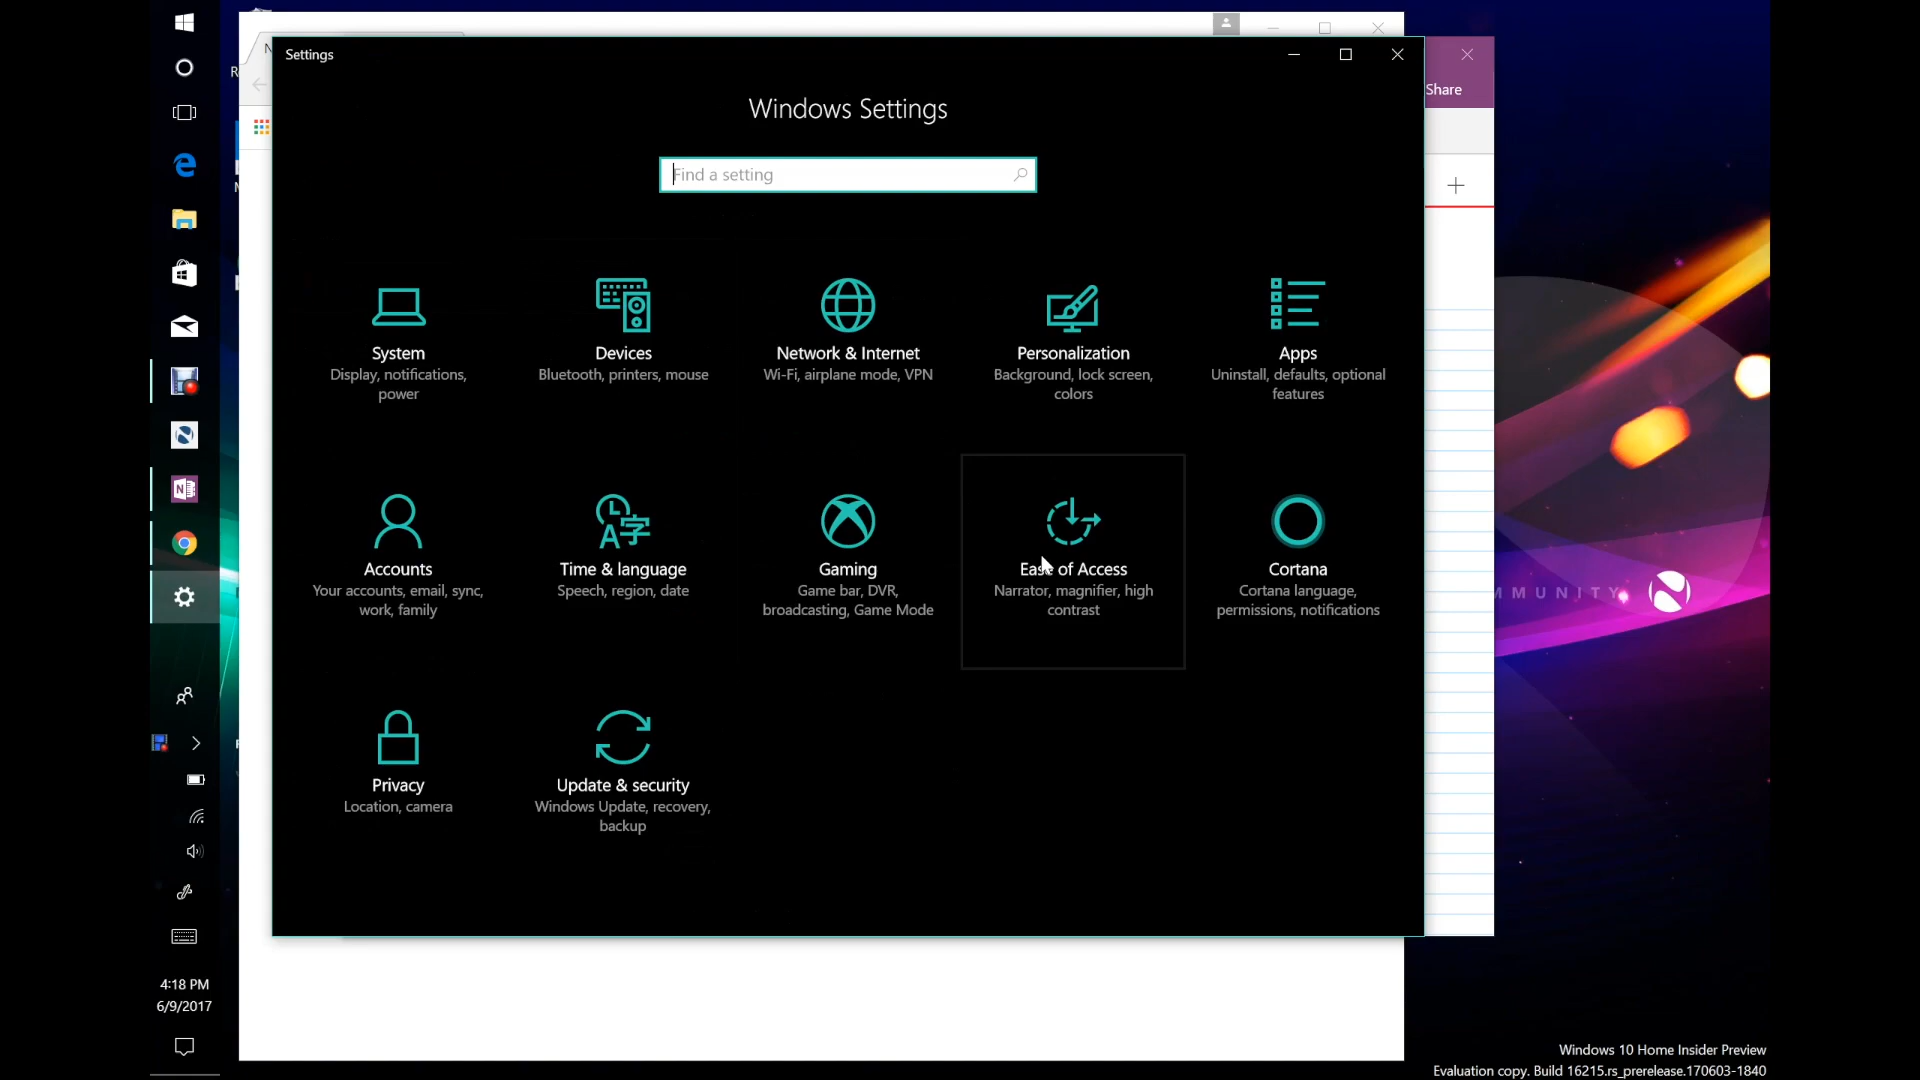 Settings
Share
Windows Settings
Find a setting
System
Display, notifications,
power
Devices
Bluetooth, printers, mouse
Network & Internet
Wi-Fi, airplane mode, VPN
Personalization
Background, lock screen,
colors
Apps
Uninstall, defaults, optional
features
Accounts
Your accounts, email, sync,
work, family
Time & language
Speech, region, date
Gaming
Game bar, DVR,
broadcasting, Game Mode
Ease of Access
Narrator, magnifier, high
contrast
Cortana
Cortana language,
permissions, notifications
MUNITY
Privacy
Location, camera
Update & security
Windows Update, recovery,
backup
4:18 PM
6/9/2017
Windows 10 Home Insider Preview
Evaluation copy. Build 16215.rs_prerelease.170603-1840